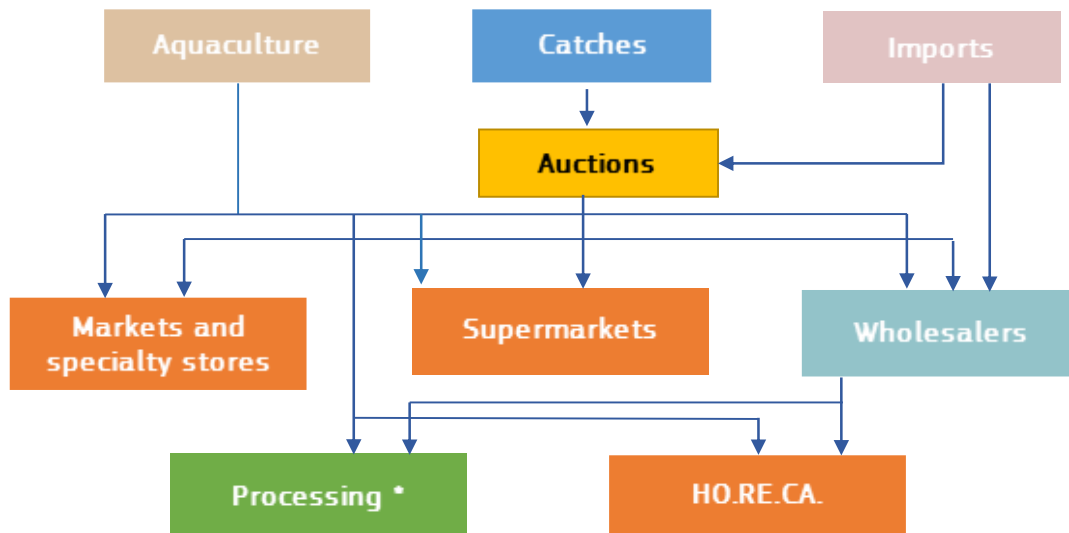 Aquaculture
Catches
Imports
Auctions
Markets and
specialty stores
Supermarkets
Wholesalers
Processing *
HO.RE.CA.